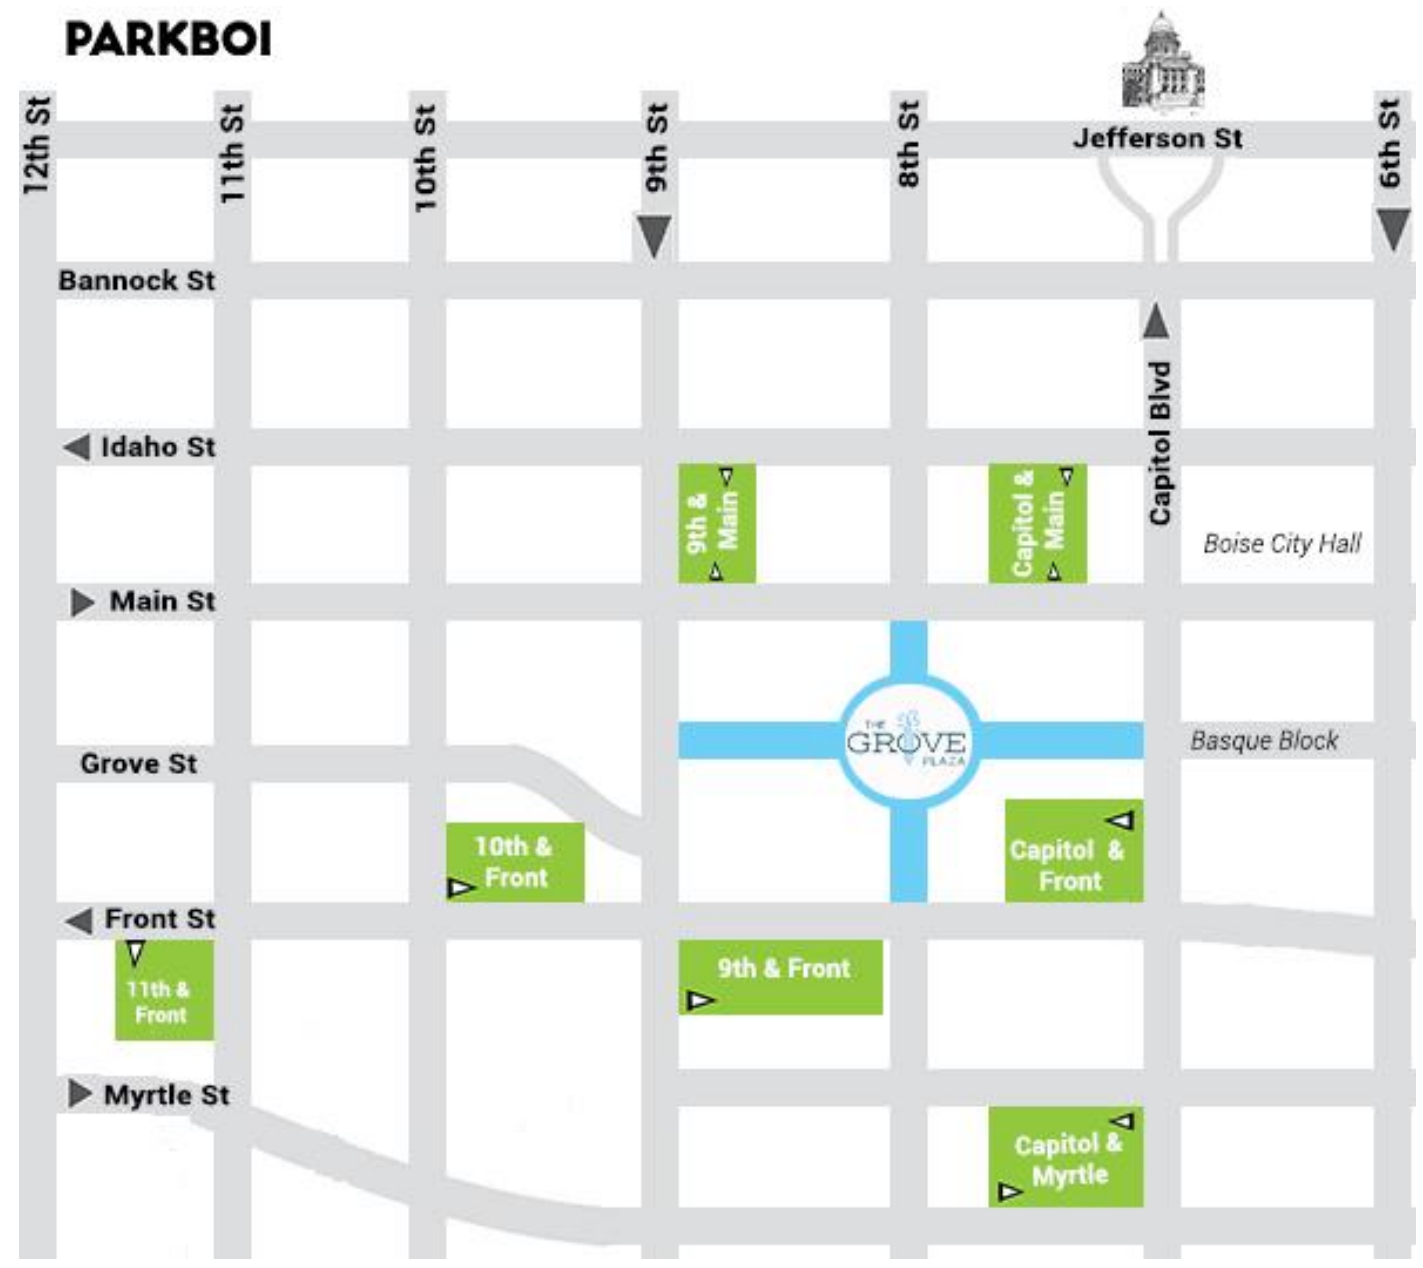 PARKBOI
12th St
11th St
10th St
9th St
8th St
Jefferson St
6th St
Bannock St
Idaho St
Capitol Blvd
9th &
Main
Capitol &
Main
Boise City Hall
Main St
THE
GROVE
PLAZA
Basque Block
Grove St
10th &
Front
Capitol &
Front
Front St
9th & Front
11th &
Front
Myrtle St
Capitol &
Myrtle